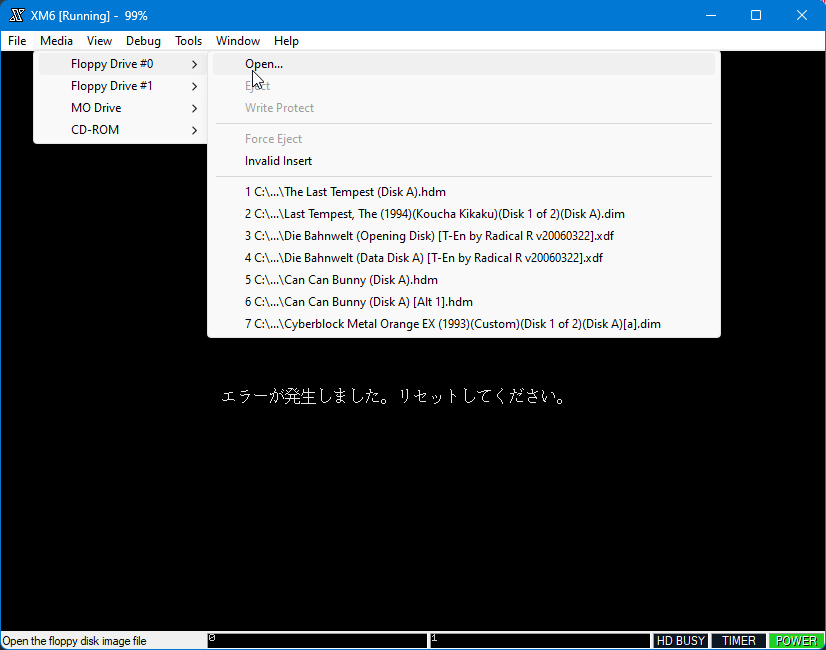 XM6 [Running] - 99%
File Media View Debug Tools Window Help
Floppy Drive #0
Floppy Drive #1
MO Drive
CD-ROM
Open...
Eject
Write Protect
Force Eject
Invalid Insert
1 C:\...\The Last Tempest (Disk A).hdm
2 C:\...\Last Tempest, The (1994)(Koucha Kikaku)(Disk 1 of 2)(Disk A).dim
3 C:\...\Die Bahnwelt (Opening Disk) [T-En by Radical R v20060322].xdf
4 C:\...\Die Bahnwelt (Data Disk A) [T-En by Radical R v20060322].xdf
5 C:\...\Can Can Bunny (Disk A).hdm
6 C:\...\Can Can Bunny (Disk A) [Alt 1].hdm
7 C:\...\Cyberblock Metal Orange EX (1993)(Custom)(Disk 1 of 2)(Disk A)[a].dim
エラーが発生しました。リセットしてください。
Open the floppy disk image file 0 1 HD BUSY TIMER POWER